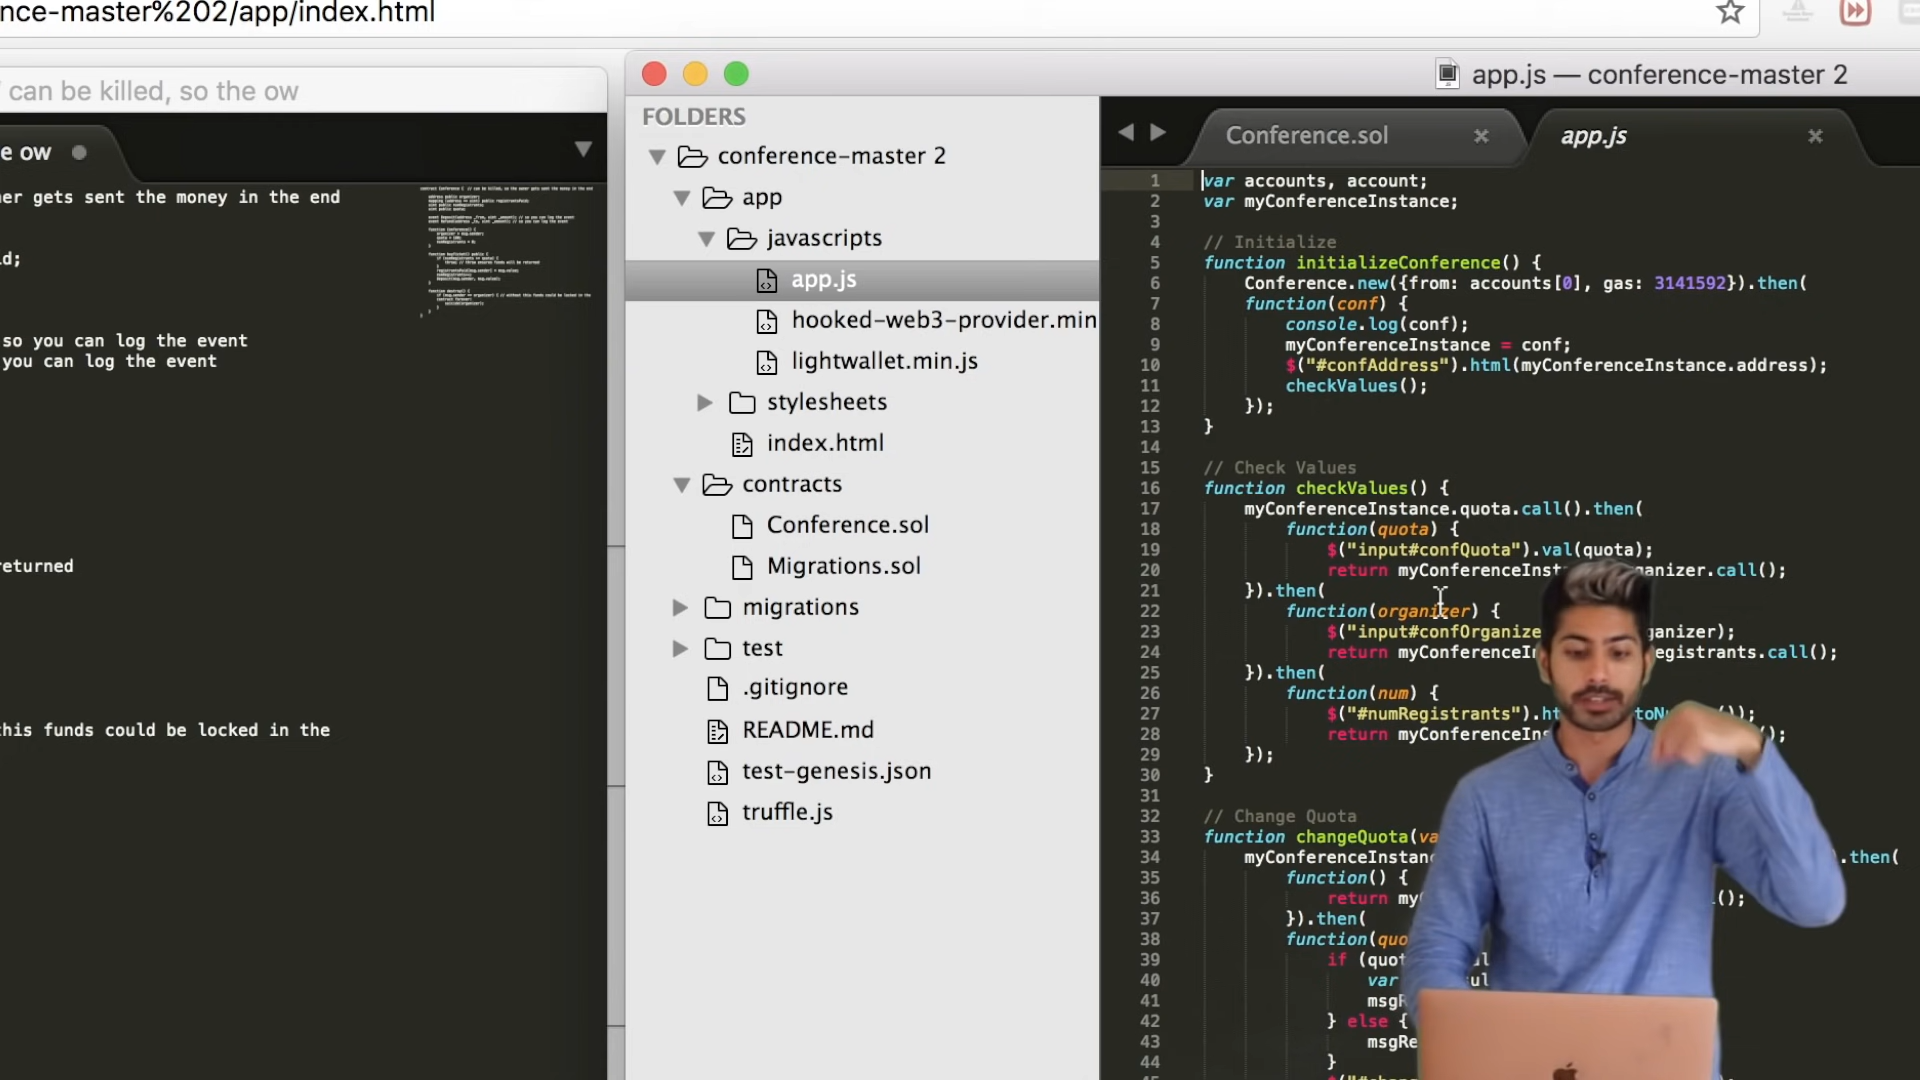 nce-master%202/app/index.html
can be killed, so the ow
e ow
er gets sent the money in the end
d;
so you can log the event
you can log the event
eturned
his funds could be locked in the
app.js — conference-master 2
FOLDERS
conference-master 2
app
javascripts
app.js
hooked-web3-provider.min
lightwallet.min.js
stylesheets
index.html
contracts
Conference.sol
Migrations.sol
migrations
test
.gitignore
README.md
test-genesis.json
truffle.js
Conference.sol
app.js
1 var accounts, account;
2 var myConferenceInstance;
3
4 // Initialize
5 function initializeConference() {
6 Conference.new({from: accounts[0], gas: 3141592}).then(
7 function(conf) {
8 console.log(conf);
9 myConferenceInstance = conf;
10 $("#confAddress").html(myConferenceInstance.address);
11 checkValues();
12 });
13 }
14
15 // Check Values
16 function checkValues() {
17 myConferenceInstance.quota.call().then(
18 function(quota) {
19 $("input#confQuota").val(quota);
20 return myConferenceInst ganizer.call();
21 }).then(
22 function(organizer) {
23 $("input#confOrganize ganizer);
24 return myConferenceIn egistrants.call();
25 }).then(
26 function(num) {
27 $("#numRegistrants").ht toNu ());
28 return myConferenceIns ();
29 });
30 }
31
32 // Change Quota
33 function changeQuota(va
34 myConferenceInstanc .then(
35 function() {
36 return my ();
37 }).then(
38 function(quo
39 if (quot l
40 var ul
41 msgR
42 } else {
43 msgRe
44 }